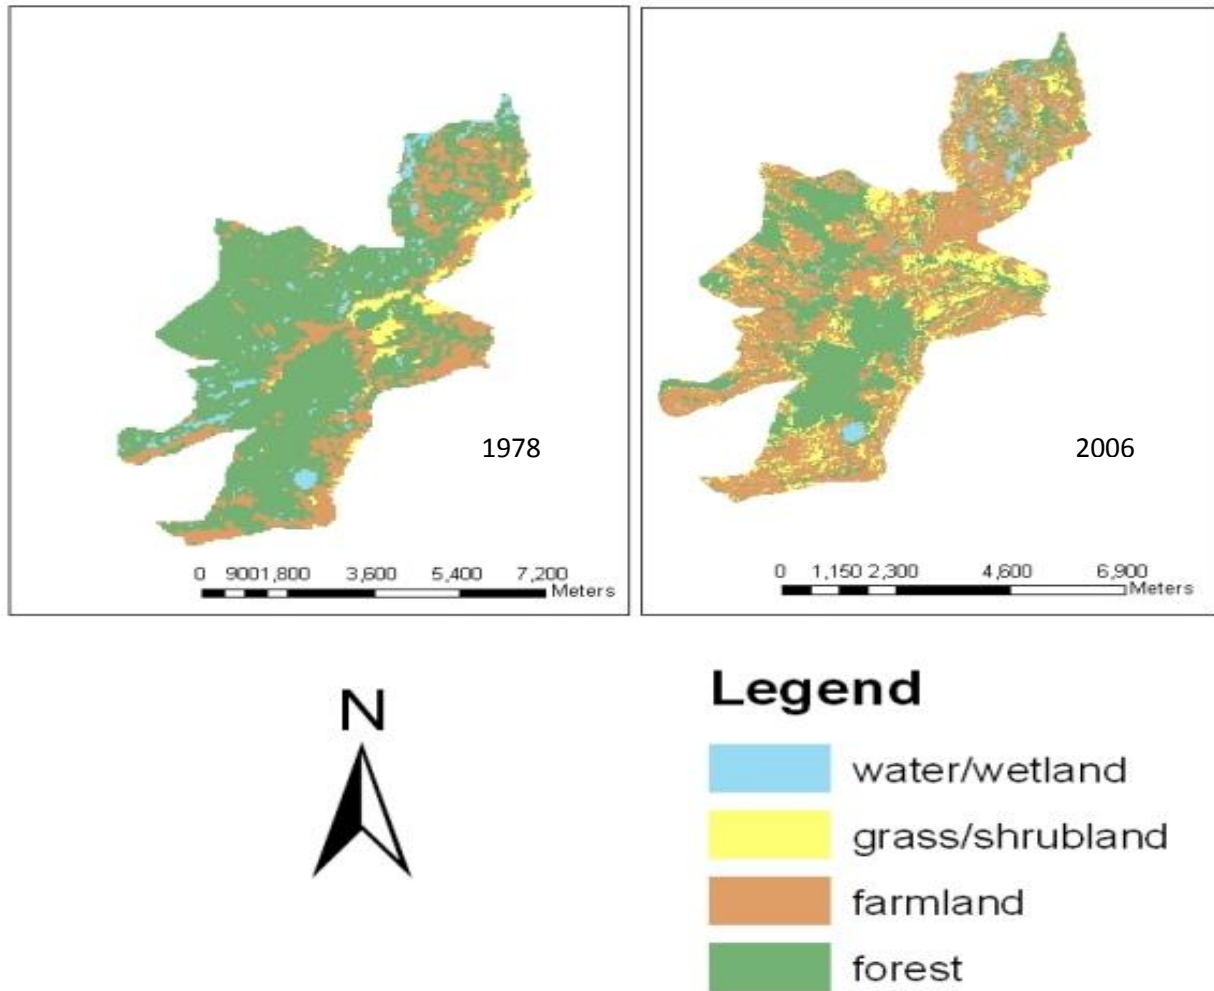 1978
0 900 1,800 3,600 5,400 7,200
Meters
2006
0 1,150 2,300 4,600 6,900
Meters
N
Legend
water/wetland
grass/shrubland
farmland
forest